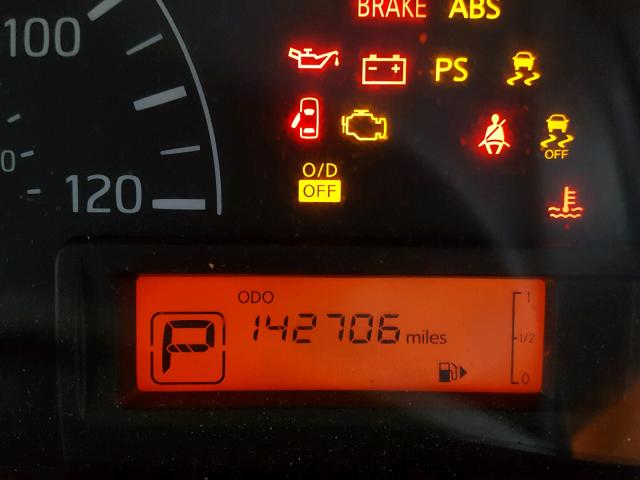 BRAKE ABS
100
PS
O/D
OFF
OFF
0
120
ODO
1
P
142706 miles
1/2
0